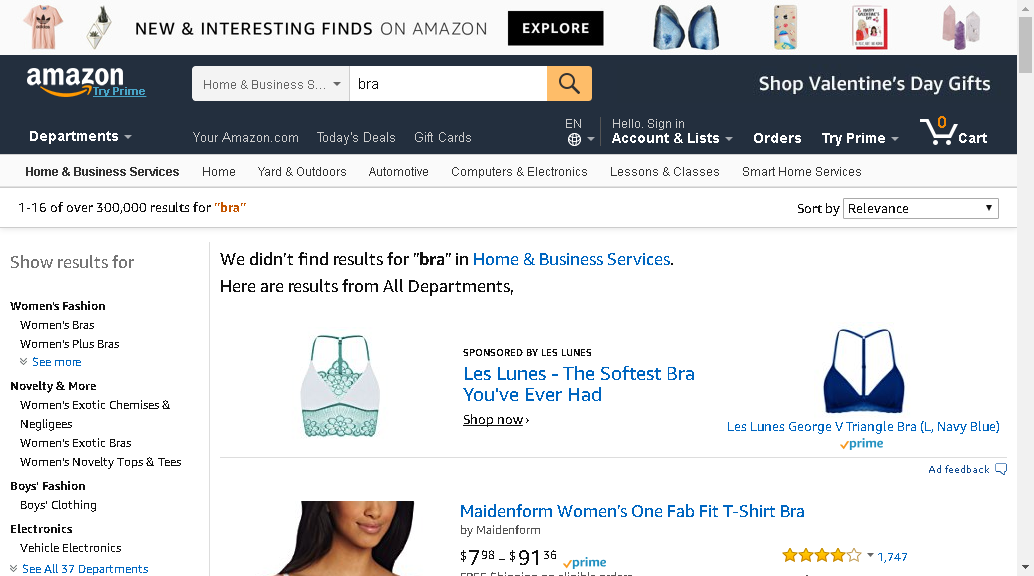 NEW & INTERESTING FINDS ON AMAZON EXPLORE
amazon
Try Prime
Home & Business S... bra
Shop Valentine's Day Gifts
Departments
Your Amazon.com Today's Deals Gift Cards
EN
Hello. Sign in
Account & Lists
Orders
Try Prime
0
Cart
Home & Business Services Home Yard & Outdoors Automotive Computers & Electronics Lessons & Classes Smart Home Services
1-16 of over 300,000 results for "bra"
Sort by Relevance
Show results for
Women's Fashion
Women's Bras
Women's Plus Bras
See more
Novelty & More
Women's Exotic Chemises &
Negligees
Women's Exotic Bras
Women's Novelty Tops & Tees
Boys' Fashion
Boys' Clothing
Electronics
Vehicle Electronics
See All 37 Departments
We didn't find results for "bra" in Home & Business Services.
Here are results from All Departments,
SPONSORED BY LES LUNES
Les Lunes - The Softest Bra
You've Ever Had
Shop now ›
Les Lunes George V Triangle Bra (L, Navy Blue)
prime
Ad feedback
Maidenform Women's One Fab Fit T-Shirt Bra
by Maidenform
$7.98 - $91.36 prime
1,747
FREE Shipping on eligible orders